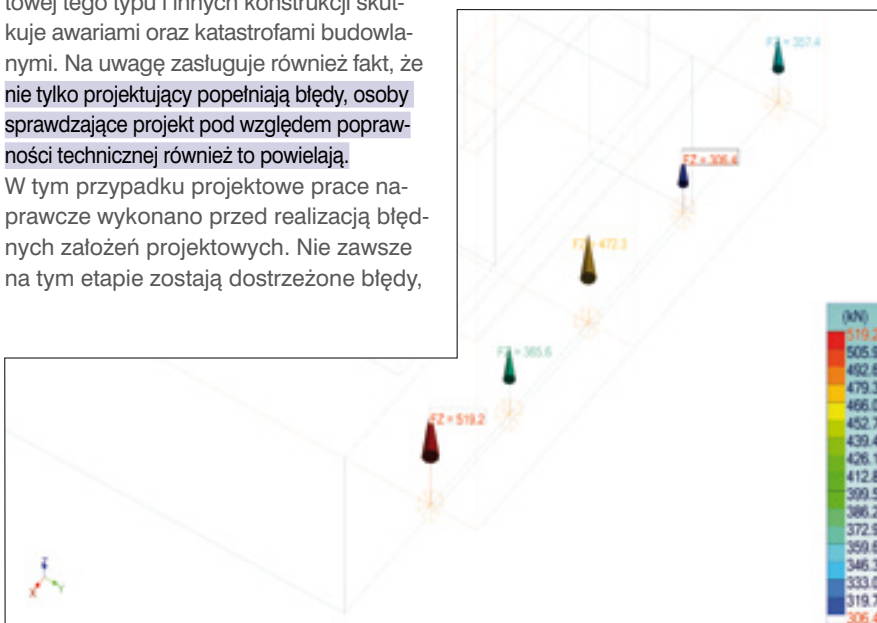 towej tego typu i innych konstrukcji skut-
kuje awariami oraz katastrofami budowla-
nymi. Na uwagę zasługuje również fakt, że
nie tylko projektujący popełniają błędy, osoby
sprawdzające projekt pod względem popraw-
ności technicznej również to powielają.
W tym przypadku projektowe prace na-
prawcze wykonano przed realizacją błęd-
nych założeń projektowych. Nie zawsze
na tym etapie zostają dostrzeżone błędy,
FZ = 357.4
FZ = 306.4
FZ = 472.3
FZ = 365.6
FZ = 519.2
(kN)
519.2
505.9
492.6
479.3
466.0
452.7
439.4
426.1
412.8
399.5
386.2
372.9
359.6
346.3
333.0
319.7
306.4
Z
X
Y